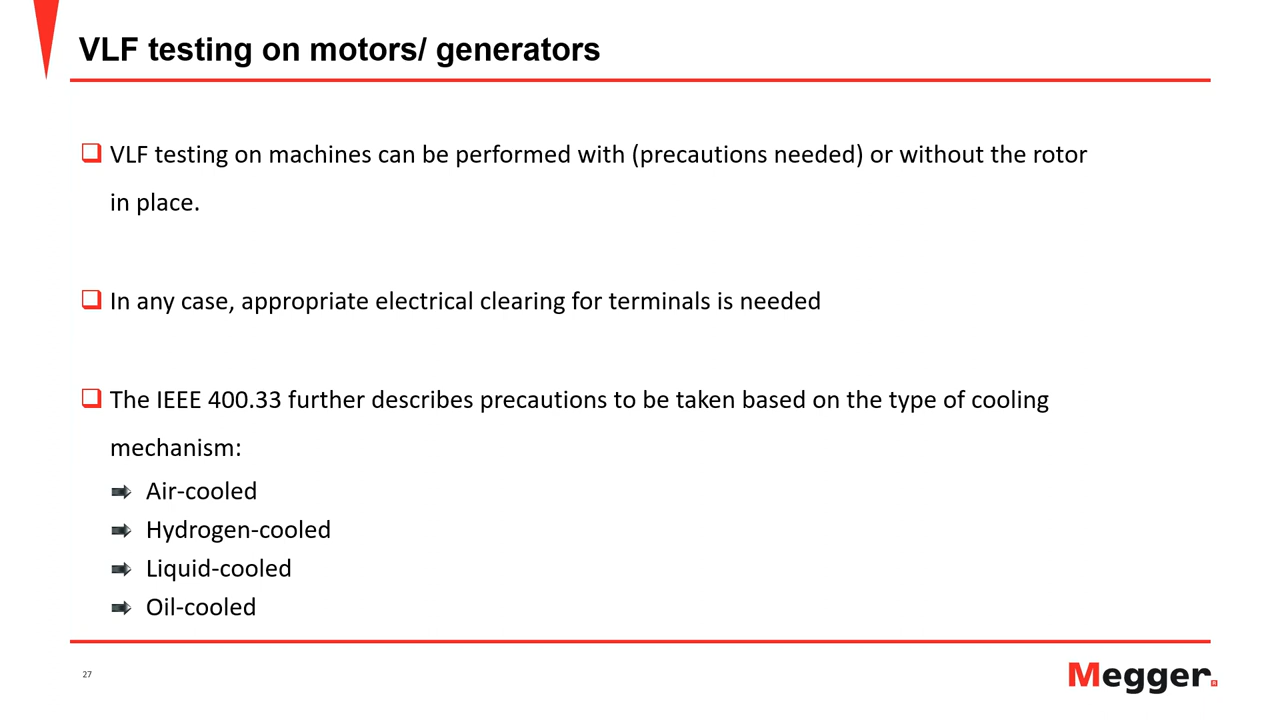 VLF testing on motors/ generators
VLF testing on machines can be performed with (precautions needed) or without the rotor
in place.
In any case, appropriate electrical clearing for terminals is needed
The IEEE 400.33 further describes precautions to be taken based on the type of cooling
mechanism:
Air-cooled
Hydrogen-cooled
Liquid-cooled
Oil-cooled
27
Megger.